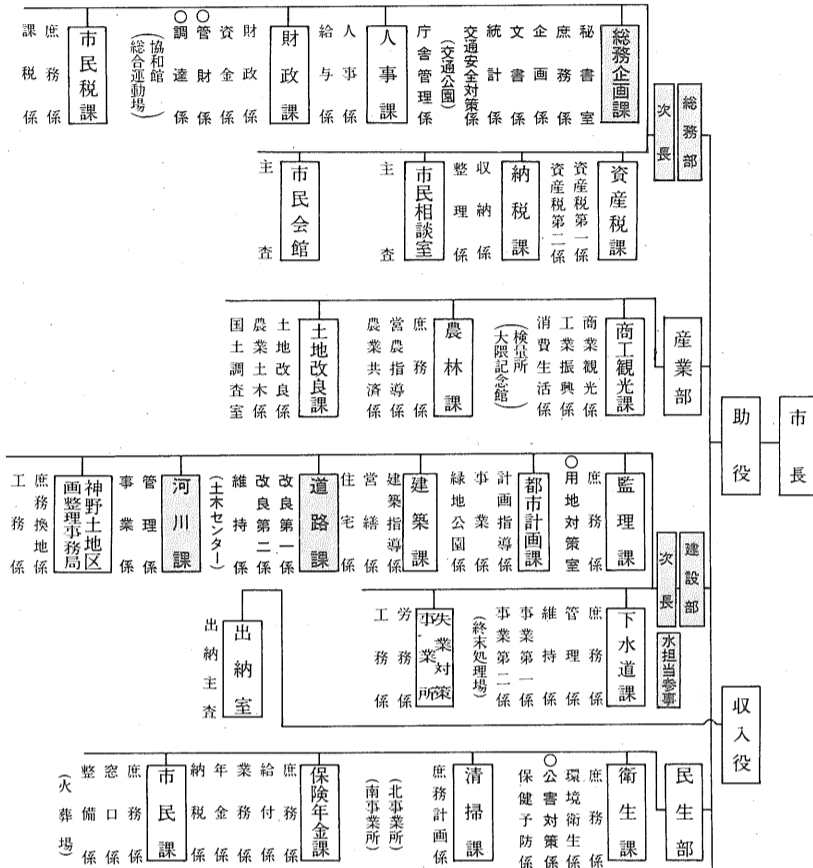 市長
助役
収入役
総務部
次長
総務企画課
秘書室
庶務係
企画係
文書係
統計係
交通安全対策係
(交通公園)
庁舎管理係
人事課
人事係
給与係
財政課
財政係
資金係
○管財係
○調達係
(協和館
総合運動場)
市民税課
庶務係
課税係
資産税課
資産税第一係
資産税第二係
納税課
収納係
整理係
市民相談室
主査
市民会館
主査
産業部
商工観光課
商業観光係
工業振興係
消費生活係
(検量所
大隈記念館)
農林課
庶務係
営農指導係
農業共済係
土地改良課
土地改良係
農業土木係
国土調査室
建設部
次長
水担当参事
監理課
庶務係
○用地対策室
都市計画課
計画指導係
事業係
緑地公園係
建築課
建築指導係
営繕係
住宅係
道路課
改良第一係
改良第二係
維持係
(土木センター)
河川課
管理係
事業係
神野土地区
画整理事務局
庶務換地係
工務係
下水道課
庶務係
管理係
維持係
事業第一係
事業第二係
(終末処理場)
失業対策
事業所
労務係
工務係
出納室
出納主査
民生部
衛生課
庶務係
環境衛生係
○公害対策係
保健予防係
清掃課
庶務計画係
(北事業所)
(南事業所)
保険年金課
庶務係
給付係
業務係
年金係
納税係
市民課
庶務係
窓口係
整備係
(火葬場)